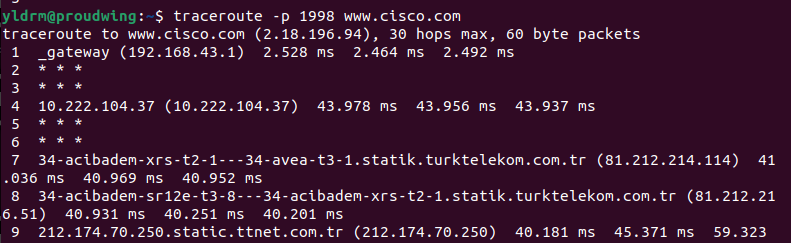 yldrm@proudwing:~$ traceroute -p 1998 www.cisco.com
traceroute to www.cisco.com (2.18.196.94), 30 hops max, 60 byte packets
 1  _gateway (192.168.43.1)  2.528 ms  2.464 ms  2.492 ms
 2  * * *
 3  * * *
 4  10.222.104.37 (10.222.104.37)  43.978 ms  43.956 ms  43.937 ms
 5  * * *
 6  * * *
 7  34-acibadem-xrs-t2-1---34-avea-t3-1.statik.turktelekom.com.tr (81.212.214.114)  41
.036 ms  40.969 ms  40.952 ms
 8  34-acibadem-sr12e-t3-8---34-acibadem-xrs-t2-1.statik.turktelekom.com.tr (81.212.21
6.51)  40.931 ms  40.251 ms  40.201 ms
 9  212.174.70.250.static.ttnet.com.tr (212.174.70.250)  40.181 ms  45.371 ms  59.323